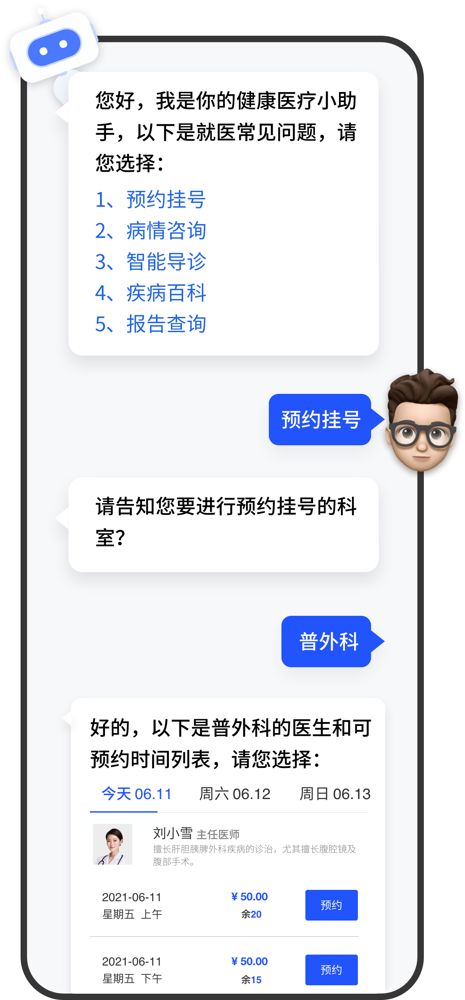 您好，我是你的健康医疗小助
手，以下是就医常见问题，请
您选择：
1、预约挂号
2、病情咨询
3、智能导诊
4、疾病百科
5、报告查询
预约挂号
请告知您要进行预约挂号的科
室？
普外科
好的，以下是普外科的医生和可
预约时间列表，请您选择：
今天 06.11 周六 06.12 周日 06.13
刘小雪 主任医师
擅长肝胆胰脾外科疾病的诊治，尤其擅长腹腔镜及
腹部手术。
2021-06-11 ¥ 50.00
星期五 上午 余20 预约
2021-06-11 ¥ 50.00
星期五 下午 余15 预约